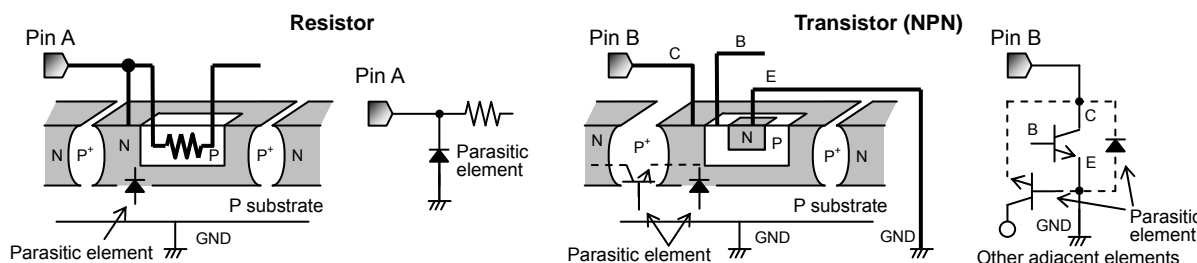 Resistor
Pin A
N
P+
N
P
P+
N
P substrate
Parasitic element
GND
Pin A
Parasitic
element
Transistor (NPN)
Pin B
C
B
E
N
P+
N
N
P
P+
N
P substrate
Parasitic element
GND
GND
Pin B
C
B
E
GND
Parasitic
element
Other adjacent elements